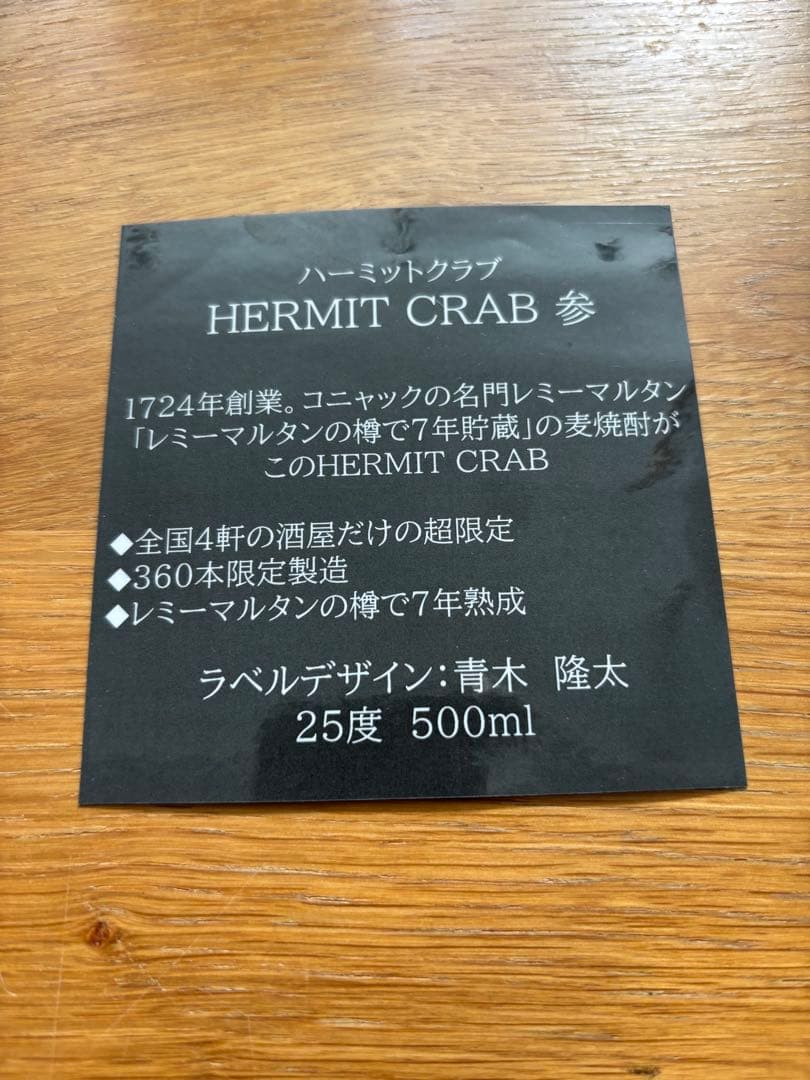 ハーミットクラブ
HERMIT CRAB 参
1724年創業。コニャックの名門レミーマルタン
「レミーマルタンの樽で7年貯蔵」の麦焼酎が
このHERMIT CRAB
◆全国4軒の酒屋だけの超限定
◆360本限定製造
◆レミーマルタンの樽で7年熟成
ラベルデザイン：青木　隆太
25度 500ml